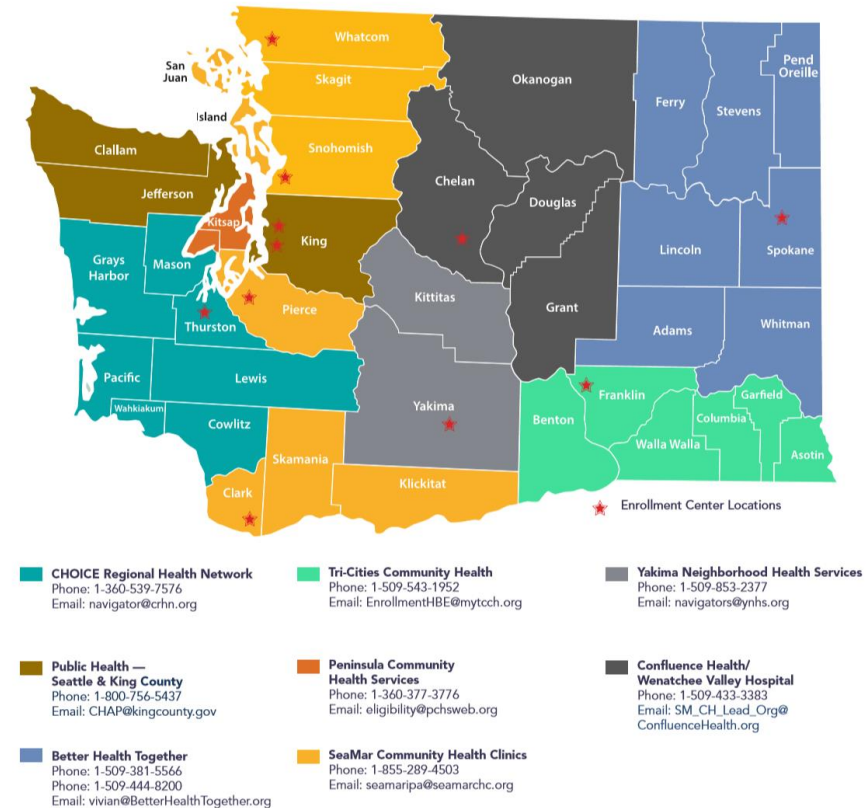 Whatcom
San
Juan
Skagit
Island
Okanogan
Ferry
Stevens
Pend
Oreille
Clallam
Snohomish
Chelan
Jefferson
Douglas
Kitsap
King
Lincoln
Spokane
Grays
Harbor
Mason
Kittitas
Grant
Pierce
Thurston
Adams
Whitman
Pacific
Lewis
Wahkiakum
Cowlitz
Yakima
Benton
Franklin
Columbia
Garfield
Walla Walla
Asotin
Skamania
Klickitat
Clark
Enrollment Center Locations
CHOICE Regional Health Network
Phone: 1-360-539-7576
Email: navigator@crhn.org
Tri-Cities Community Health
Phone: 1-509-543-1952
Email: EnrollmentHBE@mytcch.org
Yakima Neighborhood Health Services
Phone: 1-509-853-2377
Email: navigators@ynhs.org
Public Health —
Seattle & King County
Phone: 1-800-756-5437
Email: CHAP@kingcounty.gov
Peninsula Community
Health Services
Phone: 1-360-377-3776
Email: eligibility@pchsweb.org
Confluence Health/
Wenatchee Valley Hospital
Phone: 1-509-433-3383
Email: SM_CH_Lead_Org@
ConfluenceHealth.org
Better Health Together
Phone: 1-509-381-5566
Phone: 1-509-444-8200
Email: vivian@BetterHealthTogether.org
SeaMar Community Health Clinics
Phone: 1-855-289-4503
Email: seamaripa@seamarchc.org